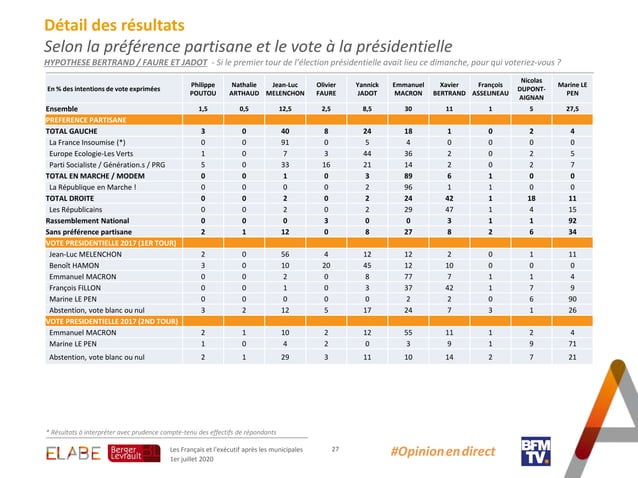 Détail des résultats
Selon la préférence partisane et le vote à la présidentielle
HYPOTHESE BERTRAND / FAURE ET JADOT - Si le premier tour de l'élection présidentielle avait lieu ce dimanche, pour qui voteriez-vous ?
En % des intentions de vote exprimées Philippe POUTOU Nathalie ARTHAUD Jean-Luc MELENCHON Olivier FAURE Yannick JADOT Emmanuel MACRON Xavier BERTRAND François ASSELINEAU Nicolas DUPONT-AIGNAN Marine LE PEN
Ensemble 1,5 0,5 12,5 2,5 8,5 30 11 1 5 27,5
PREFERENCE PARTISANE
TOTAL GAUCHE 3 0 40 8 24 18 1 0 2 4
La France Insoumise (*) 0 0 91 0 5 4 0 0 0 0
Europe Ecologie-Les Verts 1 0 7 3 44 36 2 0 2 5
Parti Socialiste / Génération.s / PRG 5 0 33 16 21 14 2 0 2 7
TOTAL EN MARCHE / MODEM 0 0 1 0 3 89 6 1 0 0
La République en Marche ! 0 0 0 0 2 96 1 1 0 0
TOTAL DROITE 0 0 2 0 2 24 42 1 18 11
Les Républicains 0 0 2 0 2 29 47 1 4 15
Rassemblement National 0 0 0 3 0 0 3 1 1 92
Sans préférence partisane 2 1 12 0 8 27 8 2 6 34
VOTE PRESIDENTIELLE 2017 (1ER TOUR)
Jean-Luc MELENCHON 2 0 56 4 12 12 2 0 1 11
Benoît HAMON 3 0 10 20 45 12 10 0 0 0
Emmanuel MACRON 0 0 2 0 8 77 7 1 1 4
François FILLON 0 0 1 0 3 37 42 1 7 9
Marine LE PEN 0 0 0 0 0 2 2 0 6 90
Abstention, vote blanc ou nul 3 2 12 5 17 24 7 3 1 26
VOTE PRESIDENTIELLE 2017 (2ND TOUR)
Emmanuel MACRON 2 1 10 2 12 55 11 1 2 4
Marine LE PEN 1 0 4 2 0 3 9 1 9 71
Abstention, vote blanc ou nul 2 1 29 3 11 10 14 2 7 21
* Résultats à interpréter avec prudence compte-tenu des effectifs de répondants
ELABE
Berger Levrault
Les Français et l'exécutif après les municipales
1er juillet 2020
27
#Opinion en direct
BFM TV.